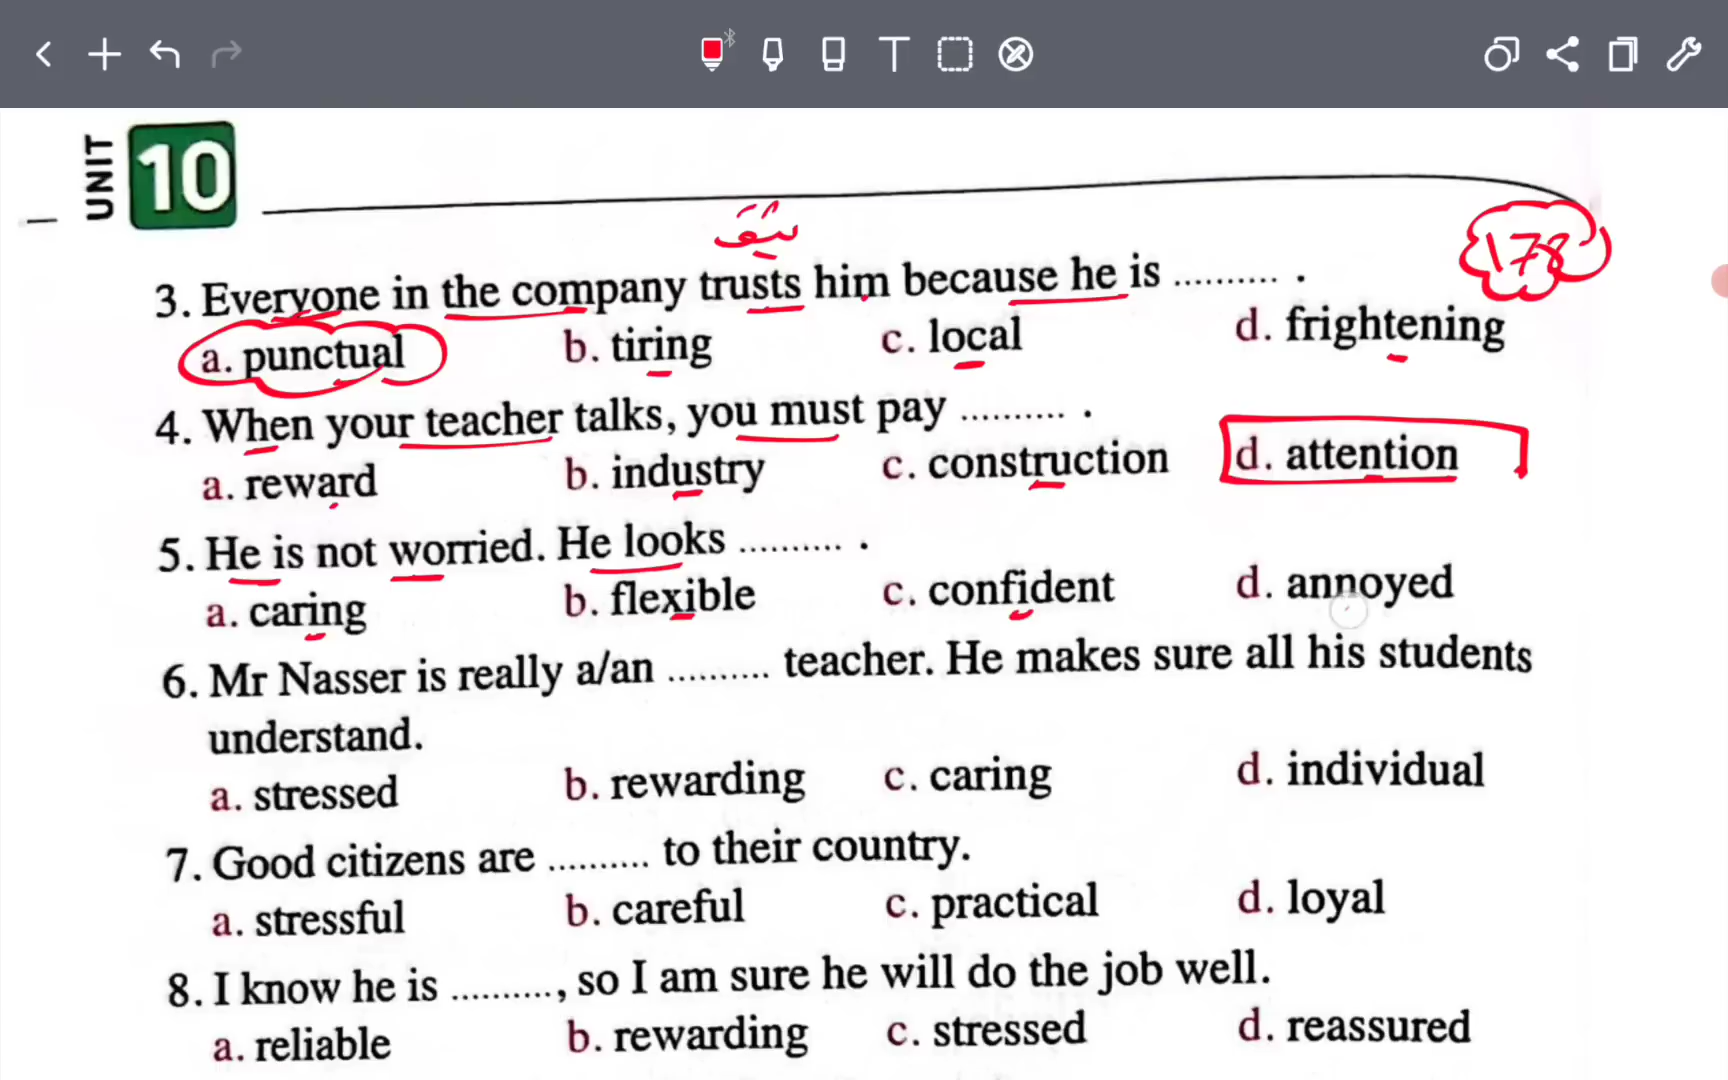 UNIT 10
يثق
178
3. Everyone in the company trusts him because he is .......... .
a. punctual b. tiring c. local d. frightening
4. When your teacher talks, you must pay .......... .
a. reward b. industry c. construction d. attention
5. He is not worried. He looks .......... .
a. caring b. flexible c. confident d. annoyed
6. Mr Nasser is really a/an .......... teacher. He makes sure all his students
understand.
a. stressed b. rewarding c. caring d. individual
7. Good citizens are .......... to their country.
a. stressful b. careful c. practical d. loyal
8. I know he is .........., so I am sure he will do the job well.
a. reliable b. rewarding c. stressed d. reassured